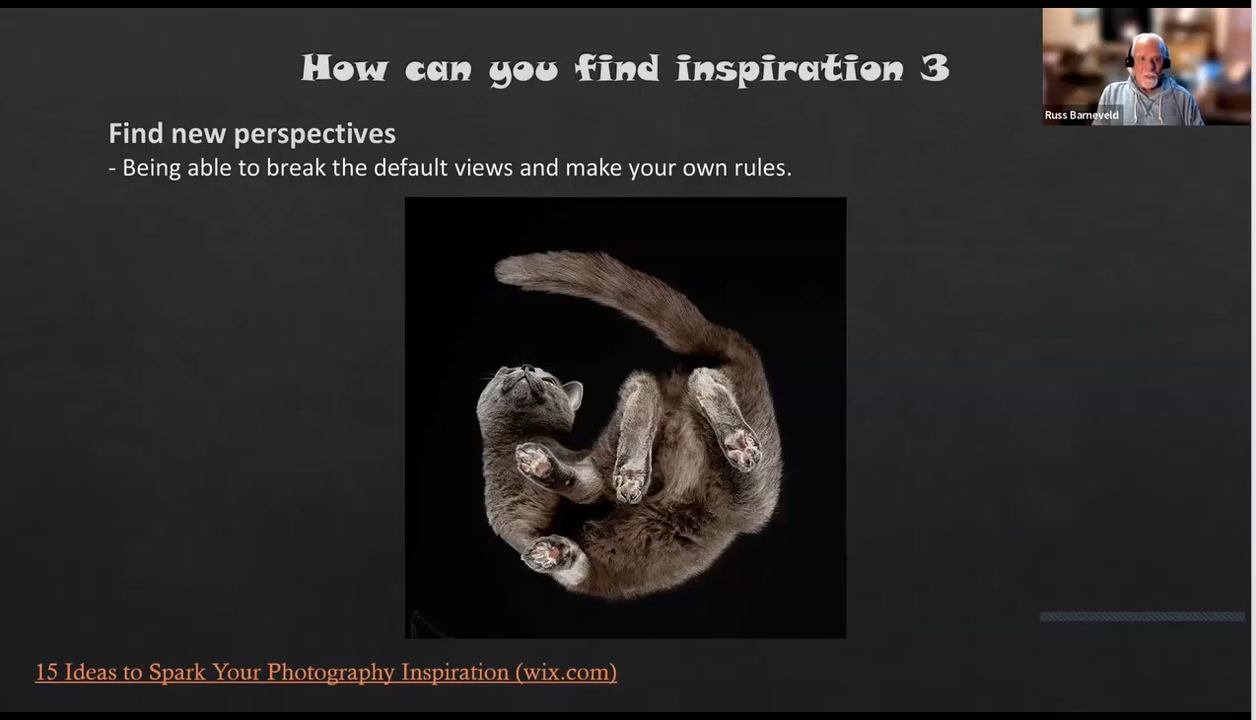 How can you find inspiration 3
Russ Barneveld
Find new perspectives
- Being able to break the default views and make your own rules.
15 Ideas to Spark Your Photography Inspiration (wix.com)